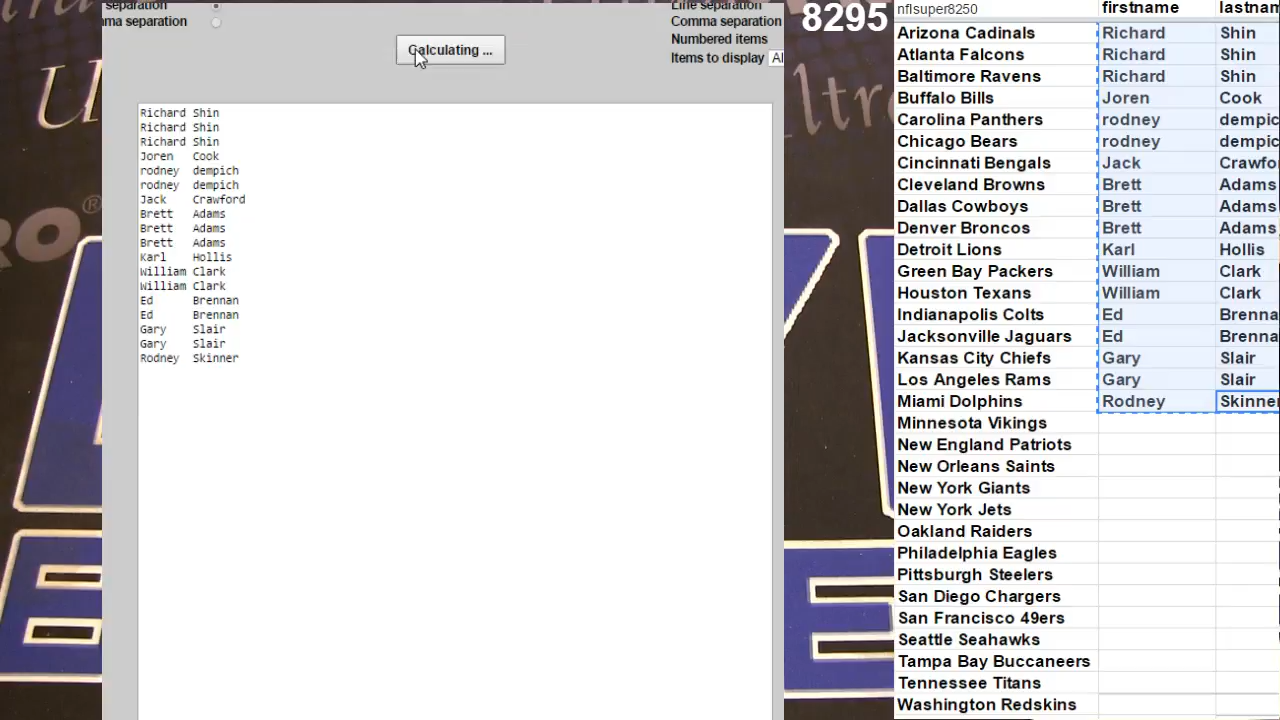 separation
mma separation
Calculating ...
Line separation
Comma separation
Numbered items
Items to display
8295
nflsuper8250 firstname lastnam
Arizona Cadinals Richard Shin
Atlanta Falcons Richard Shin
Baltimore Ravens Richard Shin
Buffalo Bills Joren Cook
Carolina Panthers rodney dempic
Chicago Bears rodney dempic
Cincinnati Bengals Jack Crawfo
Cleveland Browns Brett Adams
Dallas Cowboys Brett Adams
Denver Broncos Brett Adams
Detroit Lions Karl Hollis
Green Bay Packers William Clark
Houston Texans William Clark
Indianapolis Colts Ed Brenna
Jacksonville Jaguars Ed Brenna
Kansas City Chiefs Gary Slair
Los Angeles Rams Gary Slair
Miami Dolphins Rodney Skinner
Minnesota Vikings
New England Patriots
New Orleans Saints
New York Giants
New York Jets
Oakland Raiders
Philadelphia Eagles
Pittsburgh Steelers
San Diego Chargers
San Francisco 49ers
Seattle Seahawks
Tampa Bay Buccaneers
Tennessee Titans
Washington Redskins
Richard Shin
Richard Shin
Richard Shin
Joren Cook
rodney dempich
rodney dempich
Jack Crawford
Brett Adams
Brett Adams
Brett Adams
Karl Hollis
William Clark
William Clark
Ed Brennan
Ed Brennan
Gary Slair
Gary Slair
Rodney Skinner